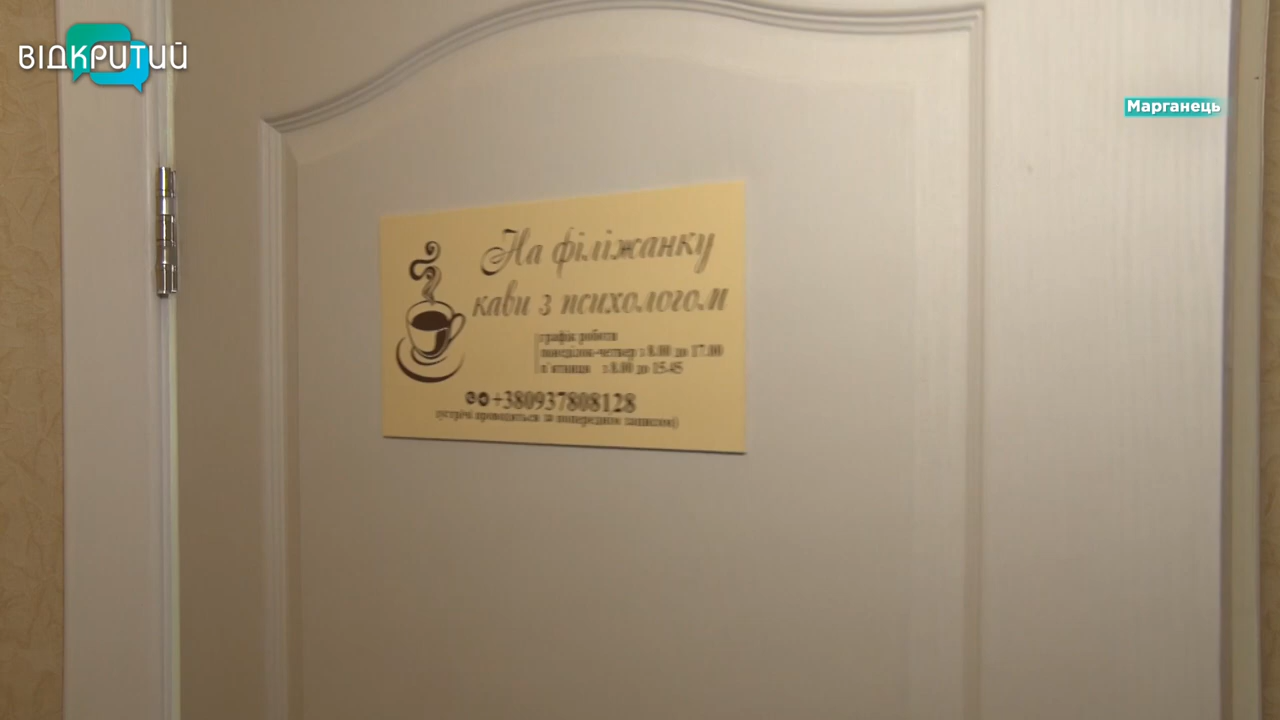 ВІДКРИТИЙ
Марганець
На філіжанку
кави з психологом
графік роботи
понеділок-четвер з 8.00 до 17.00
п'ятниця з 8.00 до 15-45
+380937808128
зустрічі проводяться за попереднім записом)